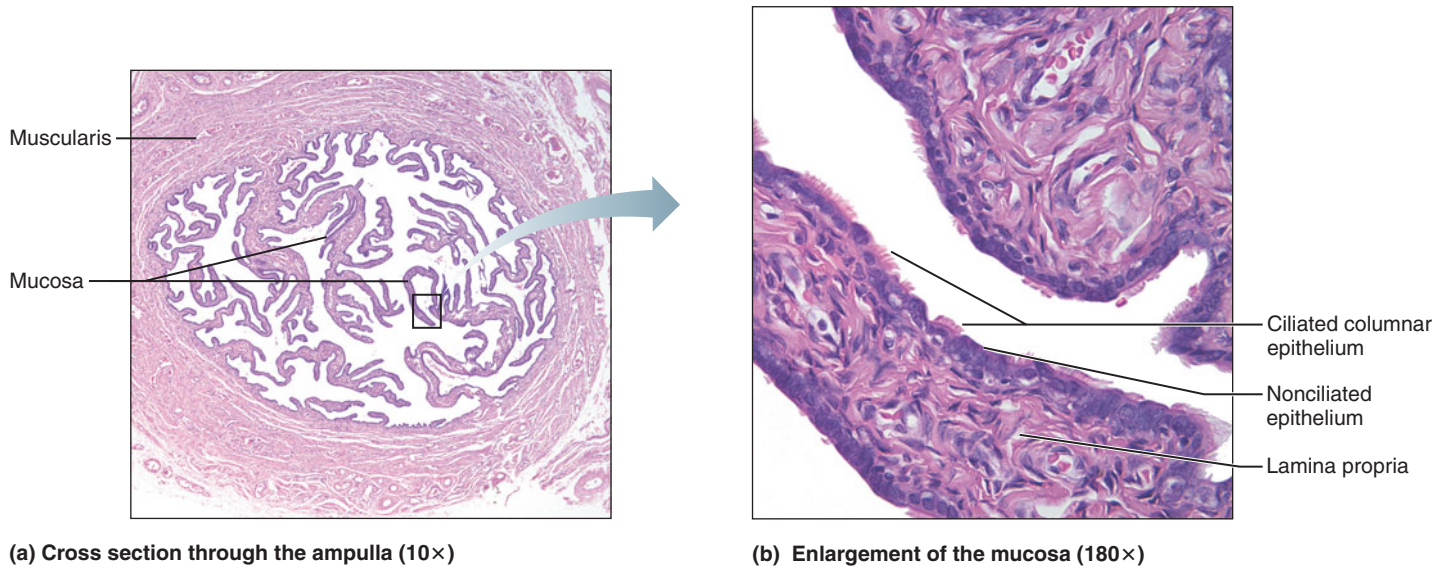 Muscularis
Mucosa
(a) Cross section through the ampulla (10×)
Ciliated columnar
epithelium
Nonciliated
epithelium
Lamina propria
(b) Enlargement of the mucosa (180×)